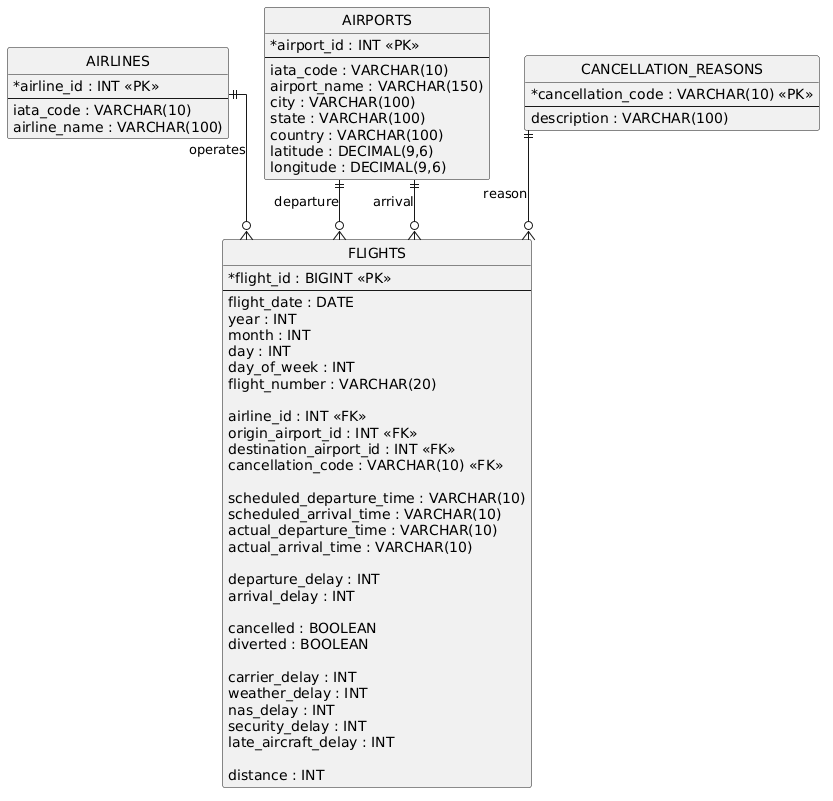 AIRLINES
*airline_id : INT «PK»
iata_code : VARCHAR(10)
airline_name : VARCHAR(100)
AIRPORTS
*airport_id : INT «PK»
iata_code : VARCHAR(10)
airport_name : VARCHAR(150)
city : VARCHAR(100)
state : VARCHAR(100)
country : VARCHAR(100)
latitude : DECIMAL(9,6)
longitude : DECIMAL(9,6)
CANCELLATION_REASONS
*cancellation_code : VARCHAR(10) «PK»
description : VARCHAR(100)
operates
departure
arrival
reason
FLIGHTS
*flight_id : BIGINT «PK»
flight_date : DATE
year : INT
month : INT
day : INT
day_of_week : INT
flight_number : VARCHAR(20)
airline_id : INT «FK»
origin_airport_id : INT «FK»
destination_airport_id : INT «FK»
cancellation_code : VARCHAR(10) «FK»
scheduled_departure_time : VARCHAR(10)
scheduled_arrival_time : VARCHAR(10)
actual_departure_time : VARCHAR(10)
actual_arrival_time : VARCHAR(10)
departure_delay : INT
arrival_delay : INT
cancelled : BOOLEAN
diverted : BOOLEAN
carrier_delay : INT
weather_delay : INT
nas_delay : INT
security_delay : INT
late_aircraft_delay : INT
distance : INT